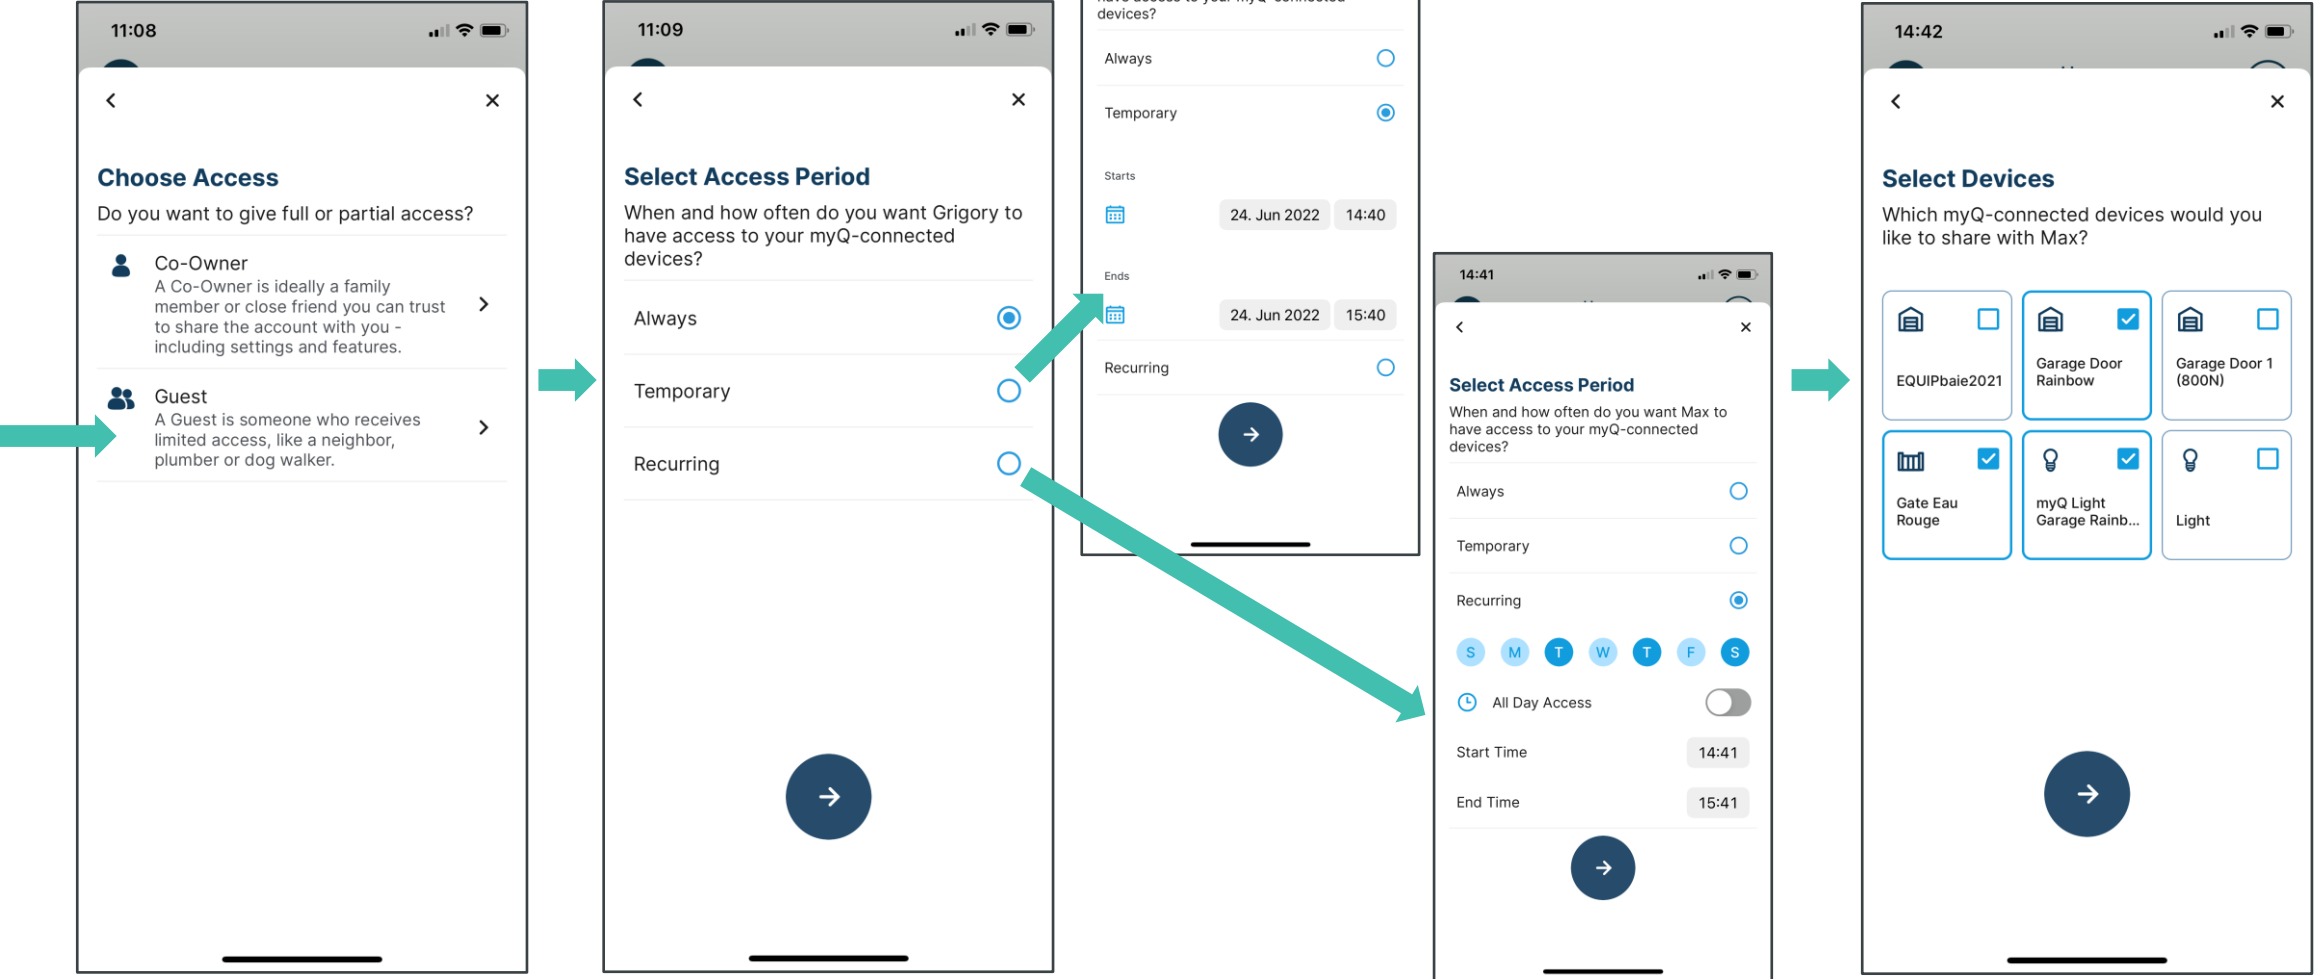 11:08
Choose Access
Do you want to give full or partial access?
Co-Owner
A Co-Owner is ideally a family
member or close friend you can trust
to share the account with you -
including settings and features.
Guest
A Guest is someone who receives
limited access, like a neighbor,
plumber or dog walker.
11:09
Select Access Period
When and how often do you want Grigory to
have access to your myQ-connected
devices?
Always
Temporary
Recurring
have access to your myQ-connected
devices?
Always
Temporary
Starts
24. Jun 2022 14:40
Ends
24. Jun 2022 15:40
Recurring
14:41
Select Access Period
When and how often do you want Max to
have access to your myQ-connected
devices?
Always
Temporary
Recurring
S M T W T F S
All Day Access
Start Time 14:41
End Time 15:41
14:42
Select Devices
Which myQ-connected devices would you
like to share with Max?
EQUIPbaie2021
Garage Door
Rainbow
Garage Door 1
(800N)
Gate Eau
Rouge
myQ Light
Garage Rainb...
Light